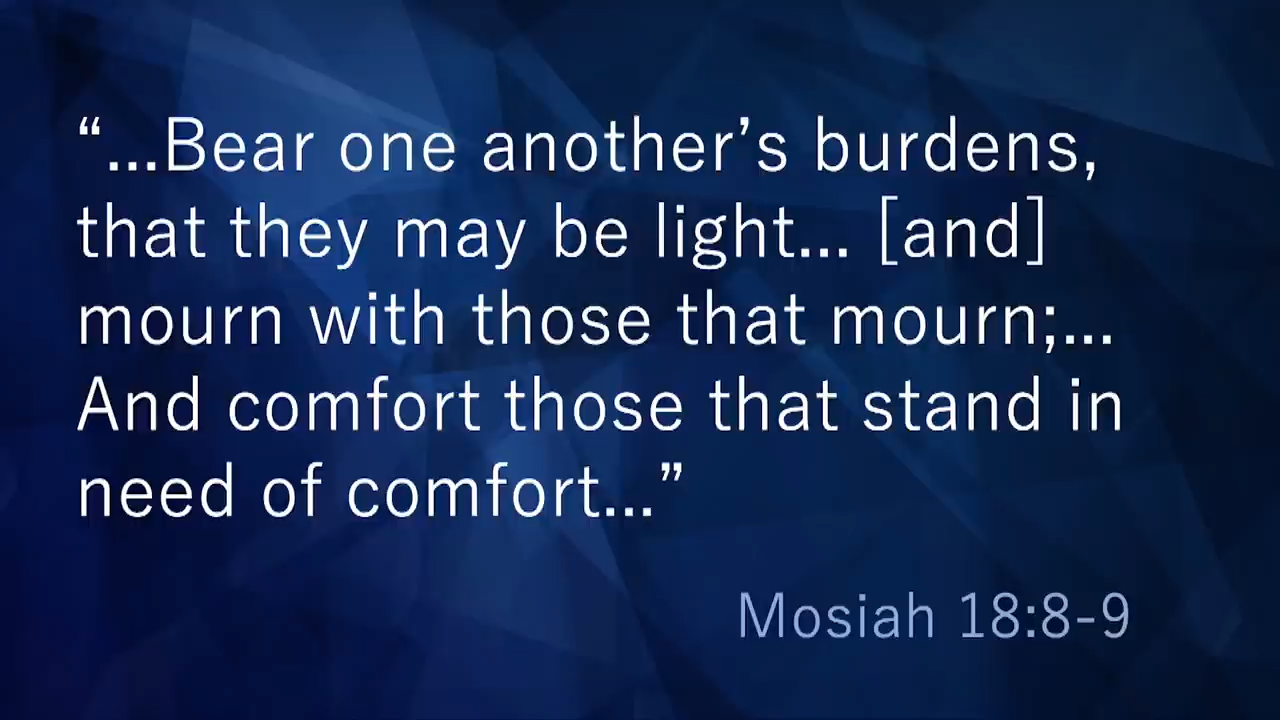 “...Bear one another’s burdens,
that they may be light... [and]
mourn with those that mourn;...
And comfort those that stand in
need of comfort...”
Mosiah 18:8-9